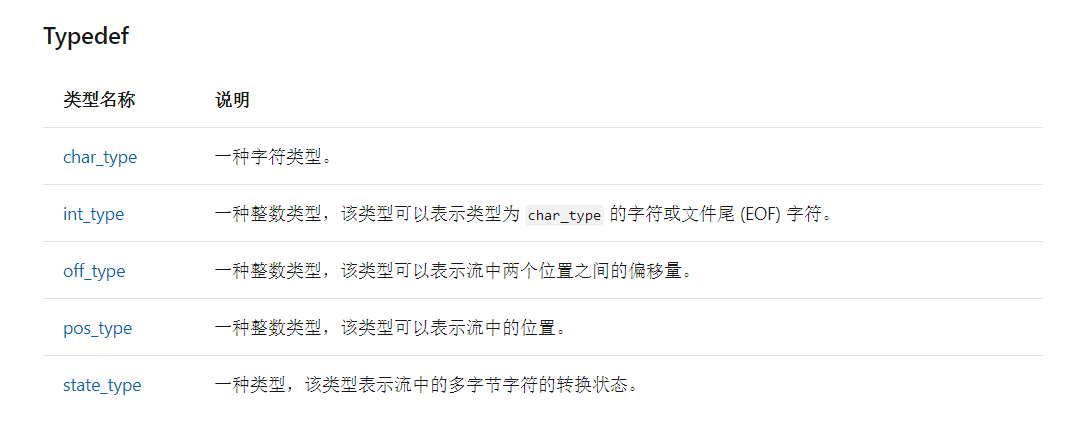 Typedef
类型名称 说明
char_type 一种字符类型。
int_type 一种整数类型，该类型可以表示类型为 char_type 的字符或文件尾 (EOF) 字符。
off_type 一种整数类型，该类型可以表示流中两个位置之间的偏移量。
pos_type 一种整数类型，该类型可以表示流中的位置。
state_type 一种类型，该类型表示流中的多字节字符的转换状态。